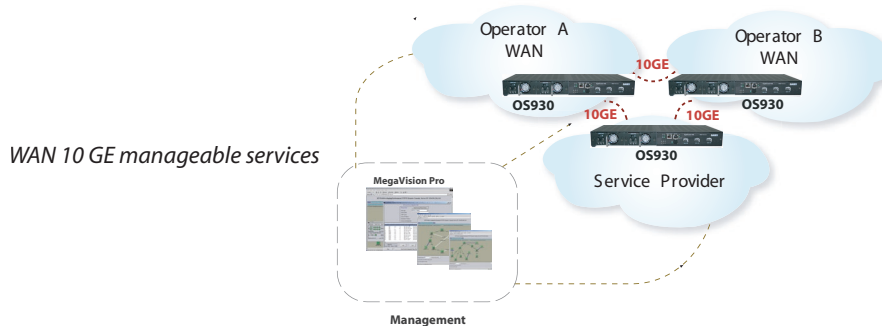 Operator A
WAN
Operator B
WAN
10GE
OS930
OS930
10GE
10GE
OS930
Service Provider
WAN 10 GE manageable services
MegaVision Pro
Management